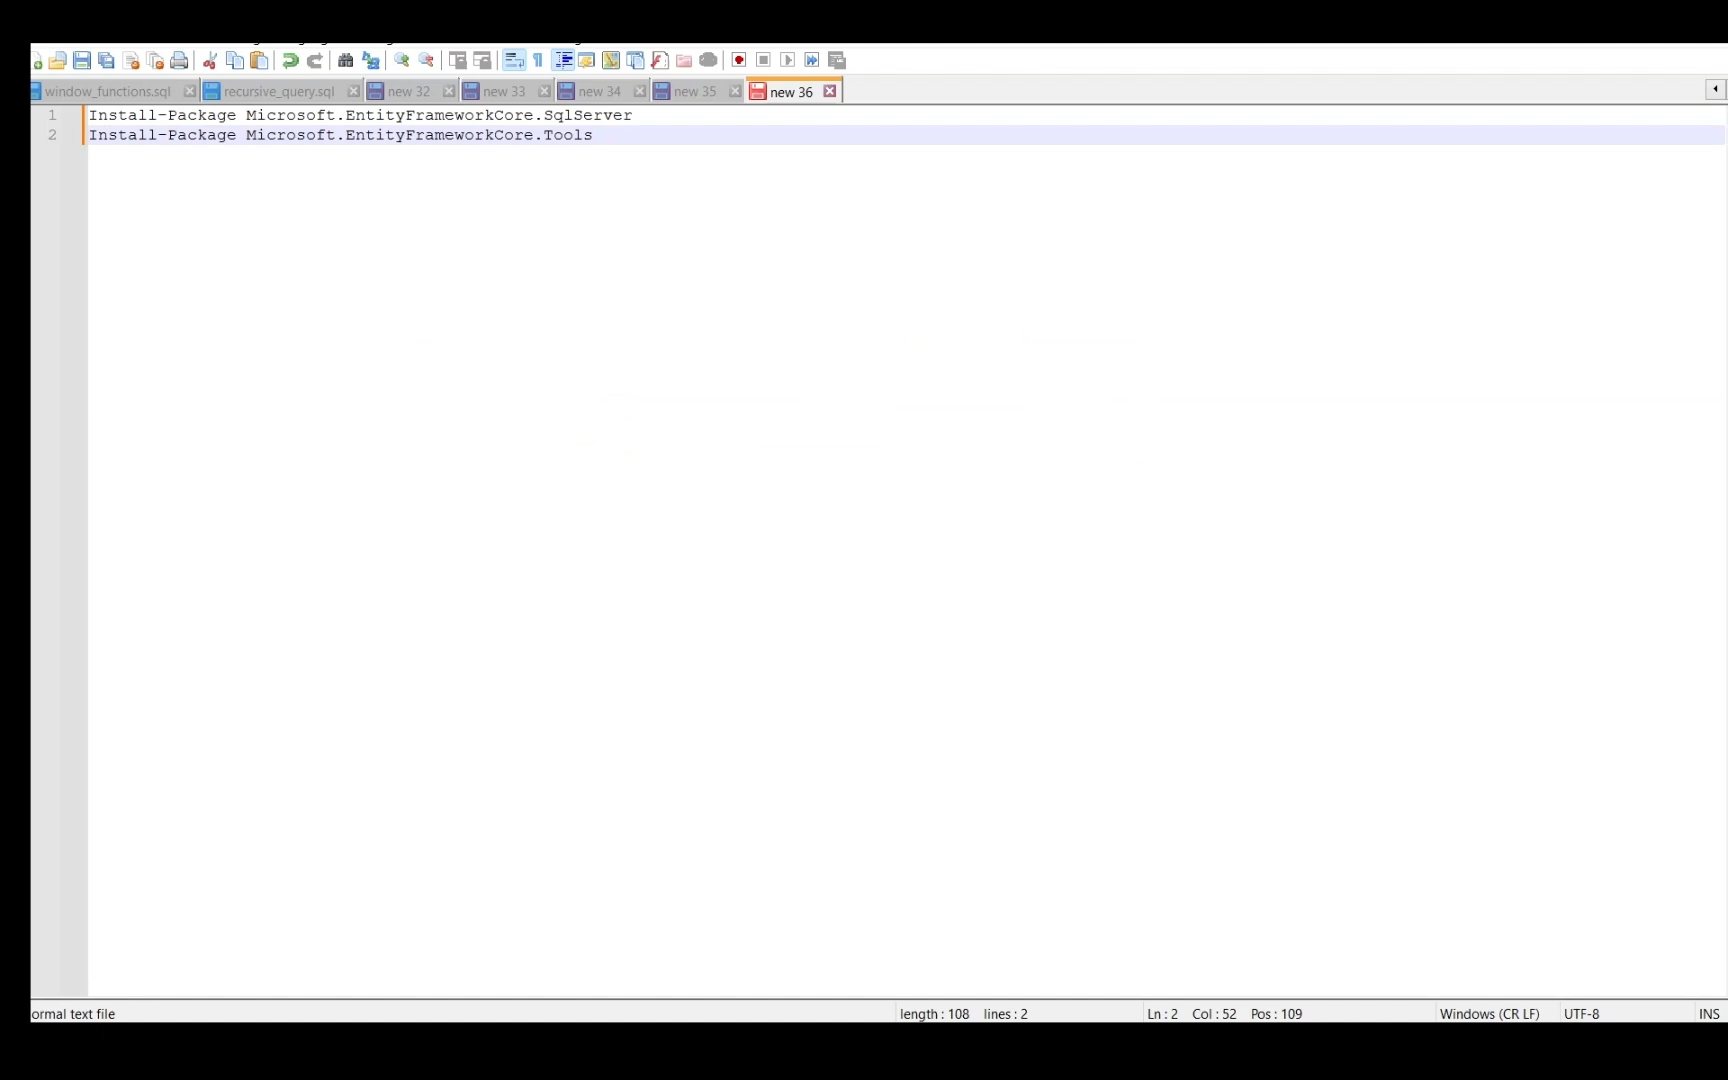 window_functions.sql
recursive_query.sql
new 32
new 33
new 34
new 35
new 36
1 Install-Package Microsoft.EntityFrameworkCore.SqlServer
2 Install-Package Microsoft.EntityFrameworkCore.Tools
ormal text file
length : 108 lines : 2
Ln : 2 Col : 52 Pos : 109
Windows (CR LF)
UTF-8
INS